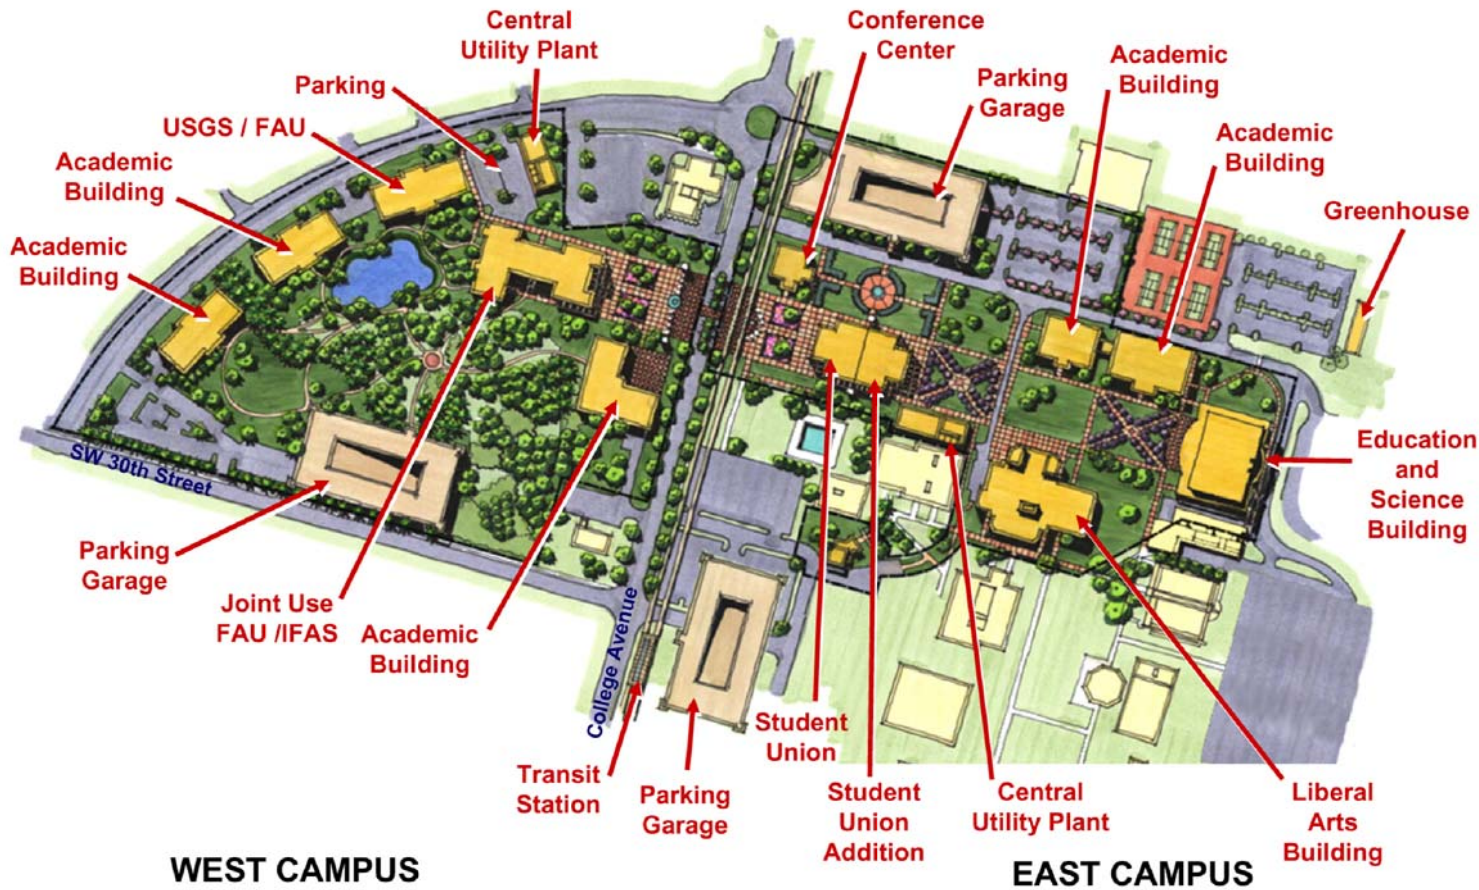 Central
Utility Plant
Conference
Center
Parking
Parking
Garage
Academic
Building
USGS / FAU
Academic
Building
Academic
Building
Greenhouse
Academic
Building
SW 30th Street
Education
and
Science
Building
Parking
Garage
Joint Use
FAU /IFAS
Academic
Building
College Avenue
Student
Union
Transit
Station
Parking
Garage
Student
Union
Addition
Central
Utility Plant
Liberal
Arts
Building
WEST CAMPUS
EAST CAMPUS